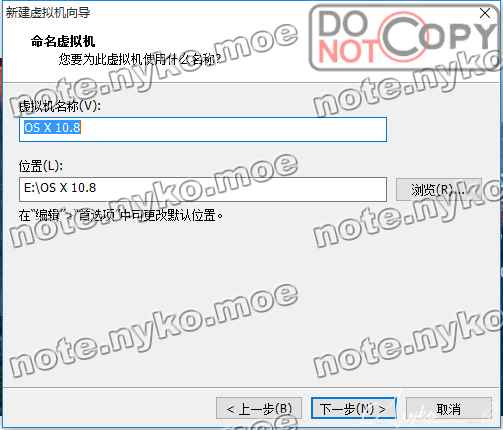 新建虚拟机向导
DO NOT COPY
命名虚拟机
您要为此虚拟机使用什么名称?
note.nyko.moe
note.nyko.moe
虚拟机名称(V):
OS X 10.8
位置(L):
note.nyko.moe
note.nyko.moe
E:\OS X 10.8
浏览(R)...
在"编辑">"首选项"中可更改默认位置。
note.nyko.moe
note.nyko.moe
< 上一步(B)
下一步(N) >
取消
note.nyko.moe